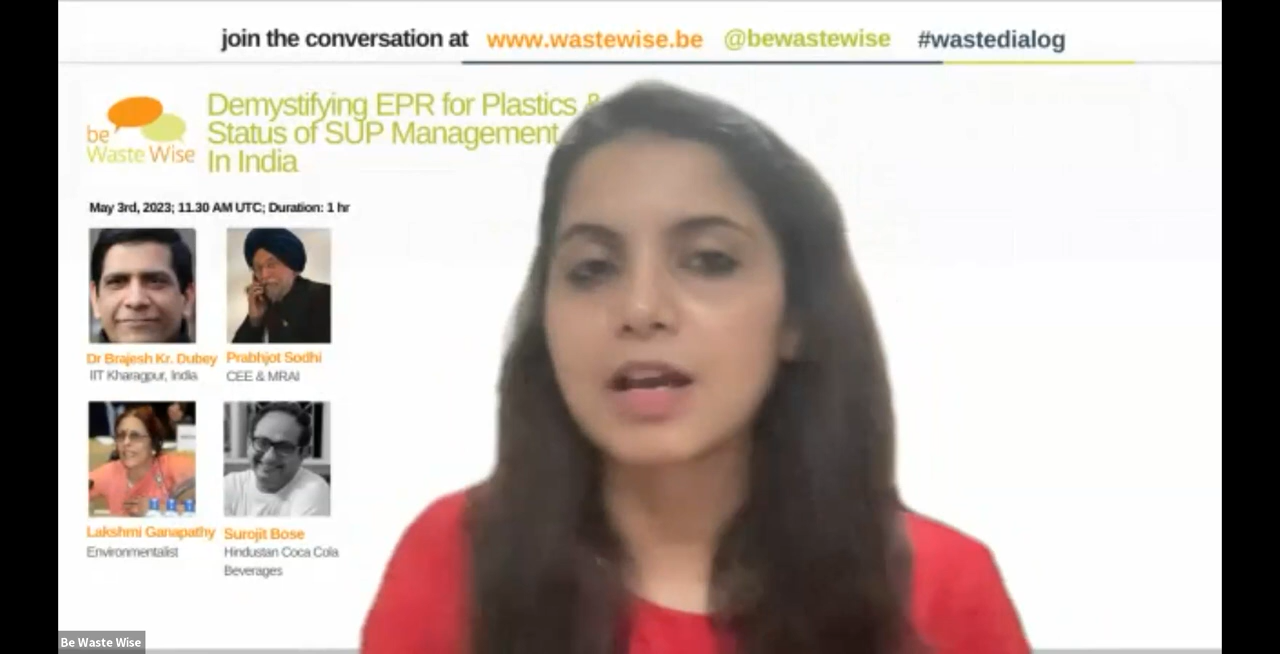 join the conversation at www.wastewise.be @bewastewise #wastedialog
be
Waste Wise
Demystifying EPR for Plastics &
Status of SUP Management
In India
May 3rd, 2023; 11.30 AM UTC; Duration: 1 hr
Dr Brajesh Kr. Dubey
IIT Kharagpur, India
Prabhjot Sodhi
CEE & MRAI
Lakshmi Ganapathy
Environmentalist
Surojit Bose
Hindustan Coca Cola
Beverages
Be Waste Wise